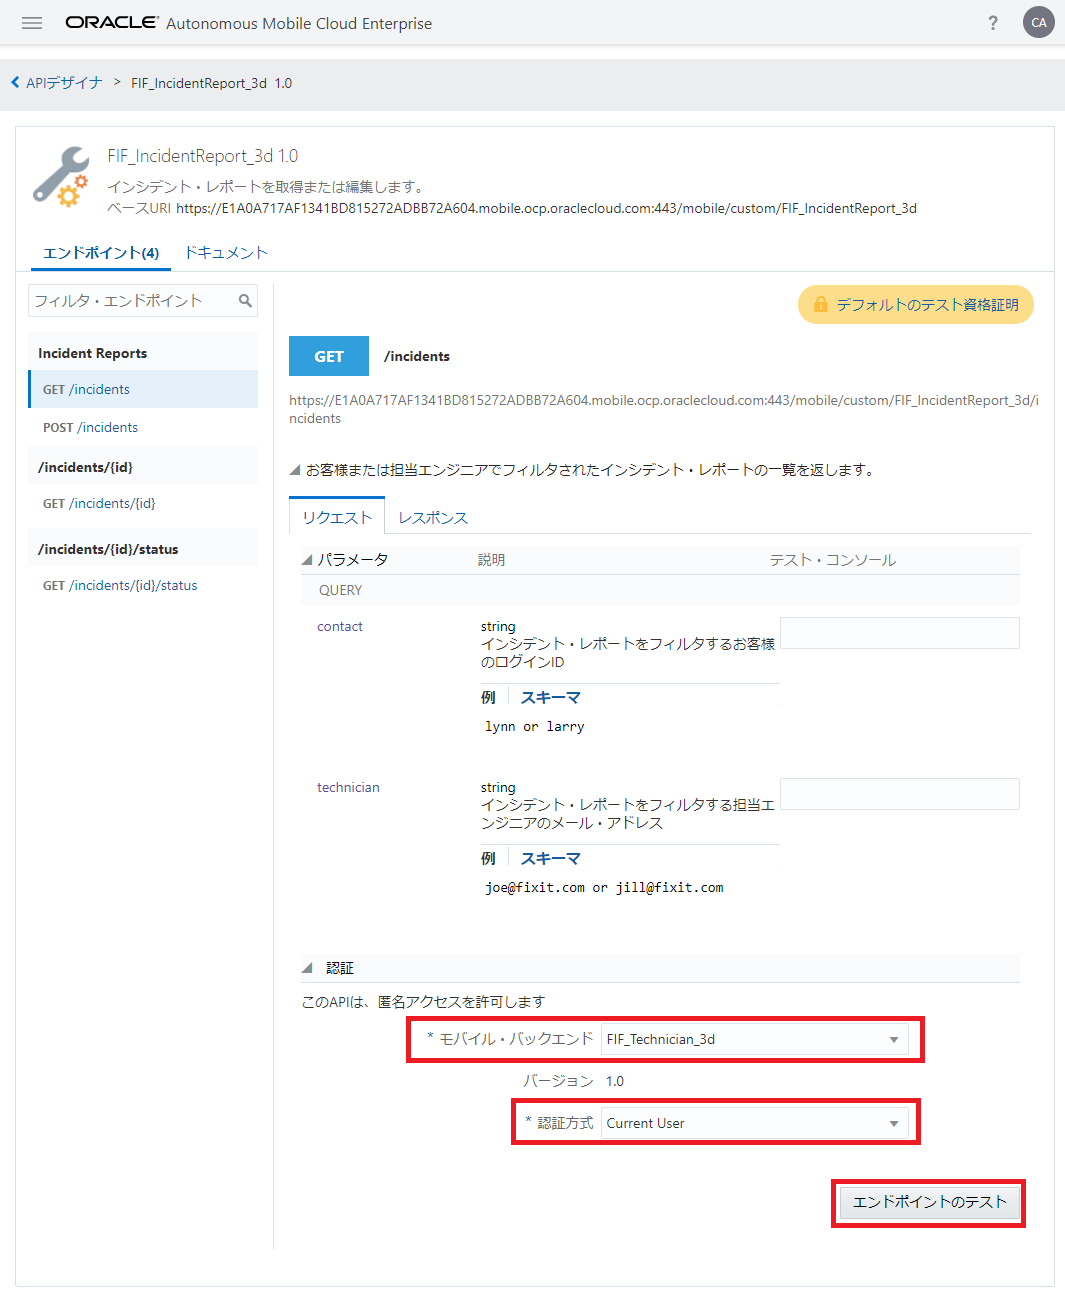 ORACLE Autonomous Mobile Cloud Enterprise
?
CA
APIデザイナ > FIF_IncidentReport_3d 1.0
FIF_IncidentReport_3d 1.0
インシデント・レポートを取得または編集します。
ベースURI https://E1A0A717AF1341BD815272ADBB72A604.mobile.ocp.oraclecloud.com:443/mobile/custom/FIF_IncidentReport_3d
エンドポイント(4) ドキュメント
フィルタ・エンドポイント
デフォルトのテスト資格証明
Incident Reports
GET /incidents
POST /incidents
/incidents/{id}
GET /incidents/{id}
/incidents/{id}/status
GET /incidents/{id}/status
GET /incidents
https://E1A0A717AF1341BD815272ADBB72A604.mobile.ocp.oraclecloud.com:443/mobile/custom/FIF_IncidentReport_3d/i
ncidents
お客様または担当エンジニアでフィルタされたインシデント・レポートの一覧を返します。
リクエスト レスポンス
パラメータ 説明 テスト・コンソール
QUERY
contact string
インシデント・レポートをフィルタするお客様
のログインID
例 スキーマ
lynn or larry
technician string
インシデント・レポートをフィルタする担当エ
ンジニアのメール・アドレス
例 スキーマ
joe@fixit.com or jill@fixit.com
認証
このAPIは、匿名アクセスを許可します
* モバイル・バックエンド FIF_Technician_3d
バージョン 1.0
* 認証方式 Current User
エンドポイントのテスト